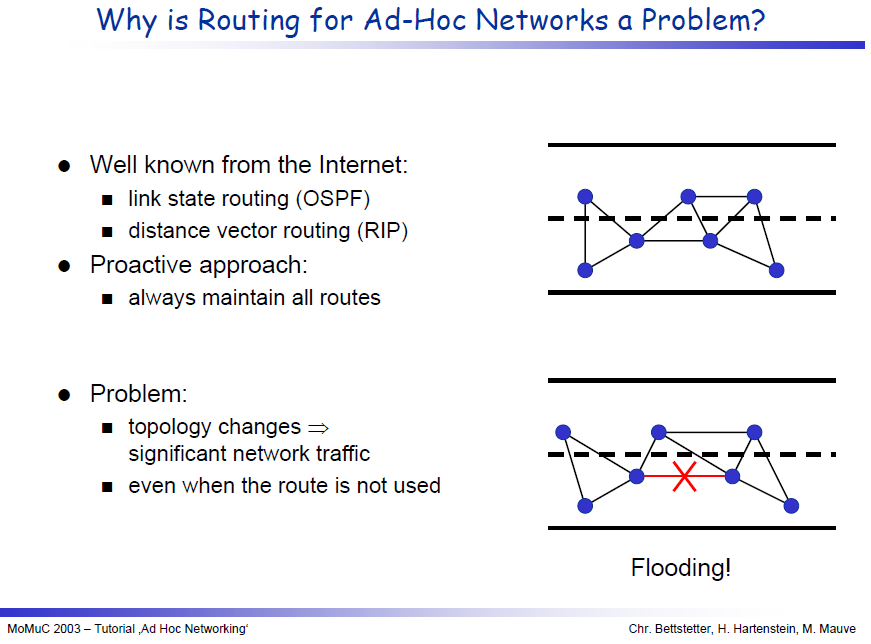 Why is Routing for Ad-Hoc Networks a Problem?
● Well known from the Internet:
■ link state routing (OSPF)
■ distance vector routing (RIP)
● Proactive approach:
■ always maintain all routes
● Problem:
■ topology changes ⇒
significant network traffic
■ even when the route is not used
Flooding!
MoMuC 2003 – Tutorial ‚Ad Hoc Networking‘
Chr. Bettstetter, H. Hartenstein, M. Mauve